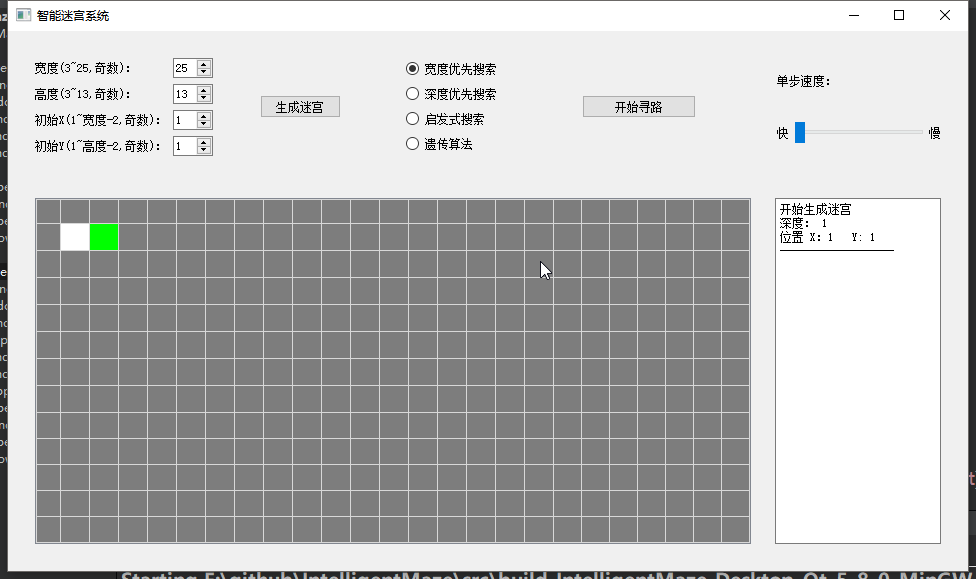 智能迷宫系统
宽度(3~25,奇数):
25
高度(3~13,奇数):
13
初始X(1~宽度-2,奇数):
1
初始Y(1~高度-2,奇数):
1
生成迷宫
宽度优先搜索
深度优先搜索
启发式搜索
遗传算法
开始寻路
单步速度:
快
慢
开始生成迷宫
深度: 1
位置 X: 1 Y: 1
Starting F:\github\IntelligentMaze\src\build-IntelligentMaze-Desktop_Qt_5_8_0_MinGW